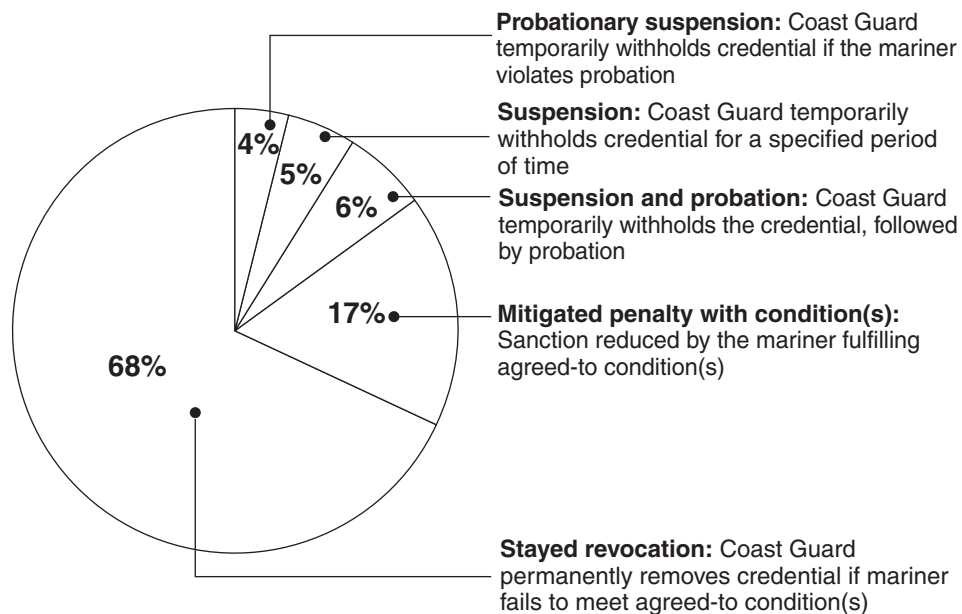 Probationary suspension: Coast Guard
temporarily withholds credential if the mariner
violates probation
Suspension: Coast Guard temporarily
withholds credential for a specified period
of time
Suspension and probation: Coast Guard
temporarily withholds the credential, followed
by probation
Mitigated penalty with condition(s):
Sanction reduced by the mariner fulfilling
agreed-to condition(s)
Stayed revocation: Coast Guard
permanently removes credential if mariner
fails to meet agreed-to condition(s)
4%
5%
6%
17%
68%